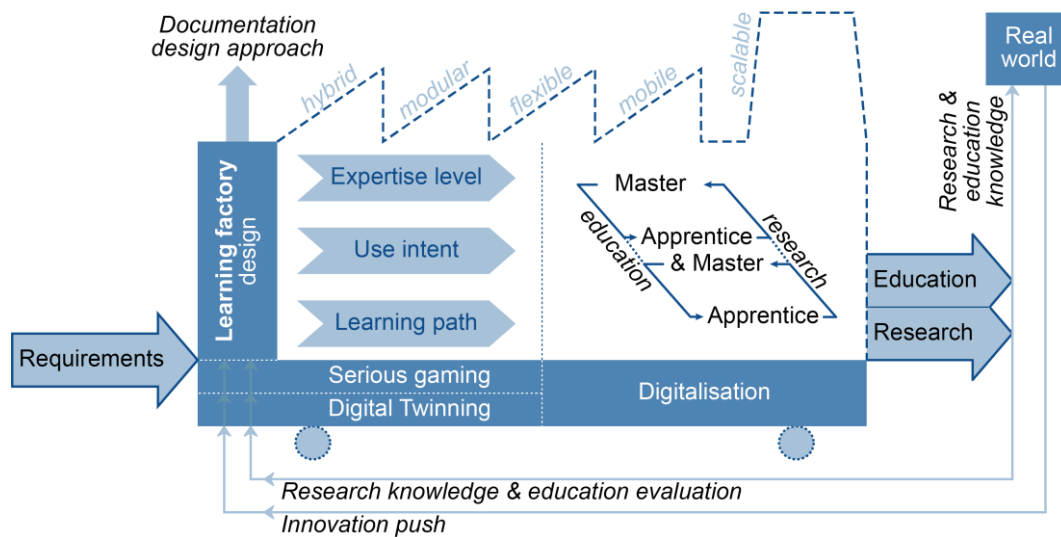 Documentation
design approach
hybrid
modular
flexible
mobile
scalable
Real
world
Research &
education
knowledge
Learning factory
design
Expertise level
Use intent
Learning path
Master
education
research
Apprentice
& Master
Apprentice
Education
Research
Requirements
Serious gaming
Digital Twinning
Digitalisation
Research knowledge & education evaluation
Innovation push